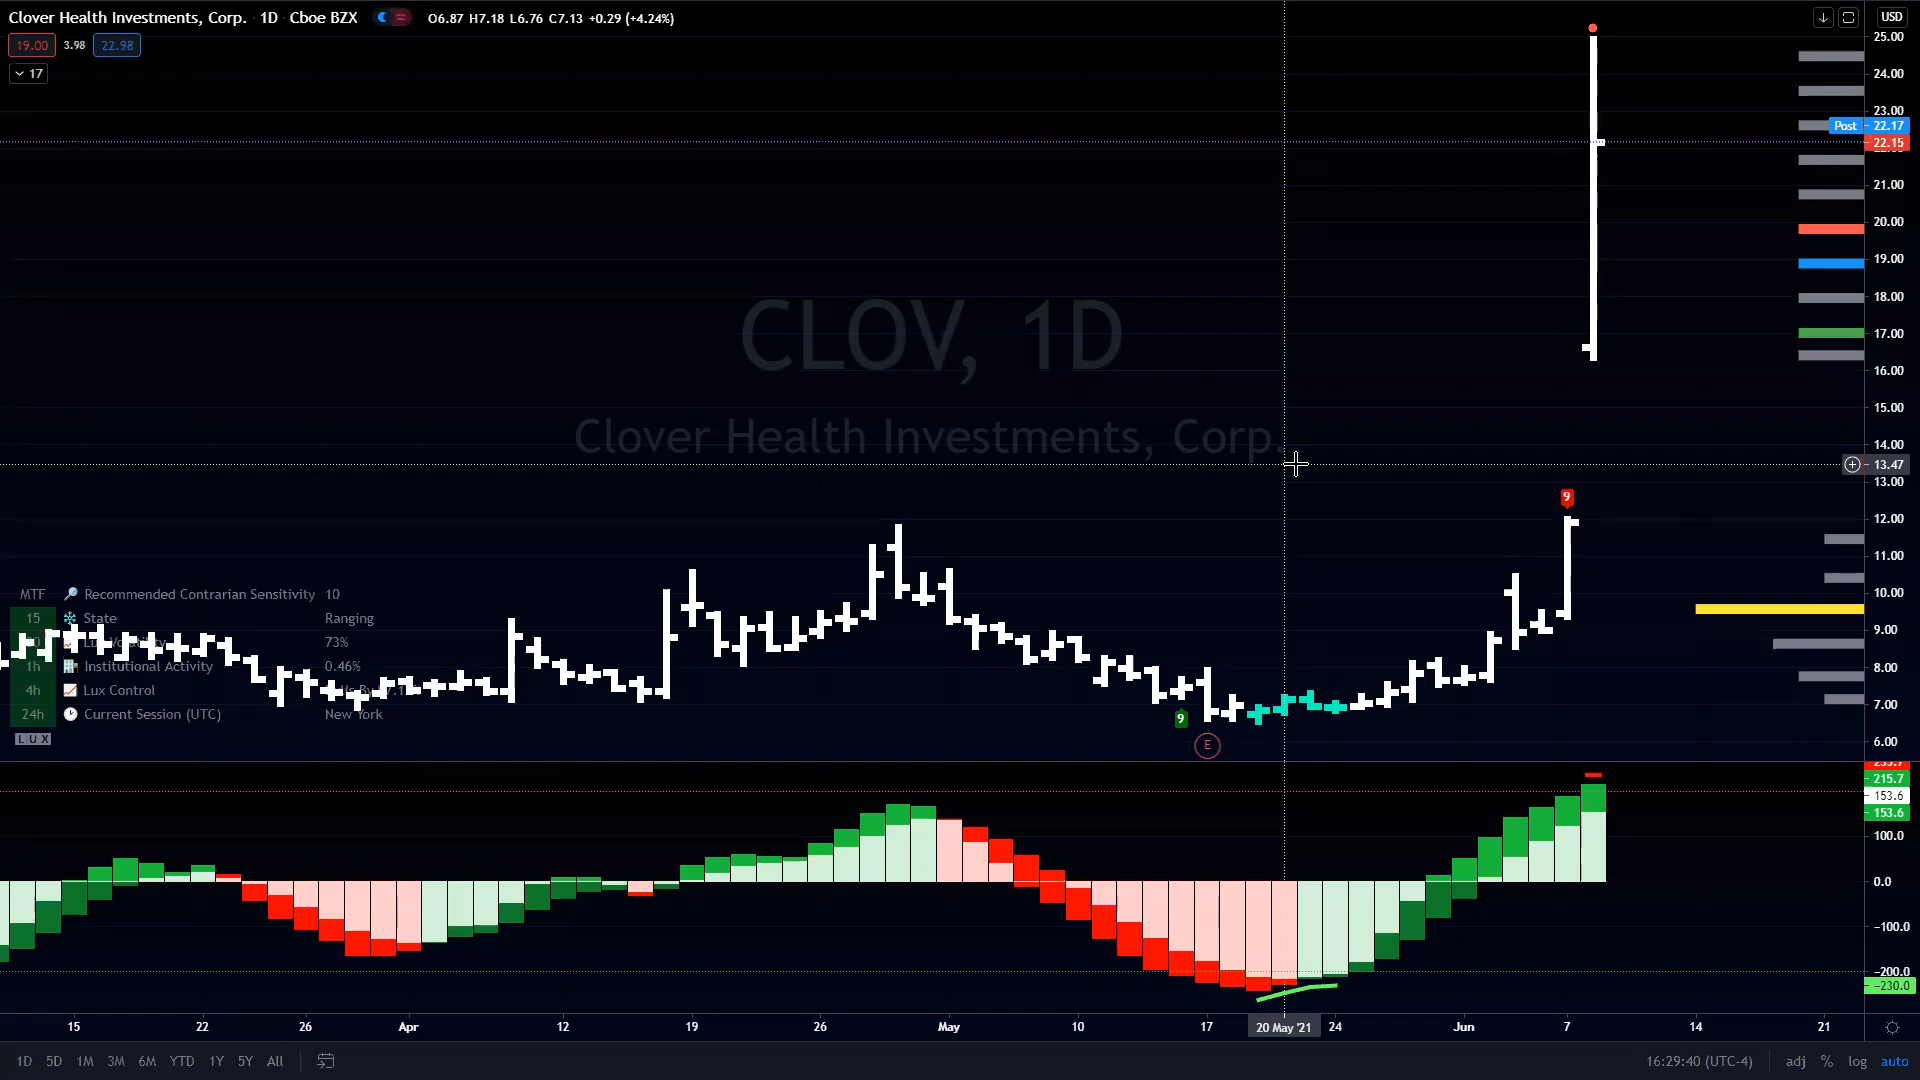 Clover Health Investments, Corp. · 1D · Cboe BZX O6.87 H7.18 L6.76 C7.13 +0.29 (+4.24%)
19.00 3.98 22.98
17
USD
25.00
24.00
23.00
Post 22.17
22.15
21.00
20.00
19.00
18.00
17.00
16.00
15.00
14.00
13.47
13.00
12.00
11.00
10.00
9.00
8.00
7.00
6.00
CLOV, 1D
Clover Health Investments, Corp.
9
9
E
MTF Recommended Contrarian Sensitivity 10
15 State Ranging
73%
1h Institutional Activity 0.46%
4h Lux Control
24h Current Session (UTC) New York
LUX
215.7
153.6
153.6
100.0
0.0
-100.0
-200.0
-230.0
15 22 26 Apr 12 19 26 May 10 17 20 May '21 24 Jun 7 14 21
1D 5D 1M 3M 6M YTD 1Y 5Y All 16:29:40 (UTC-4) adj % log auto